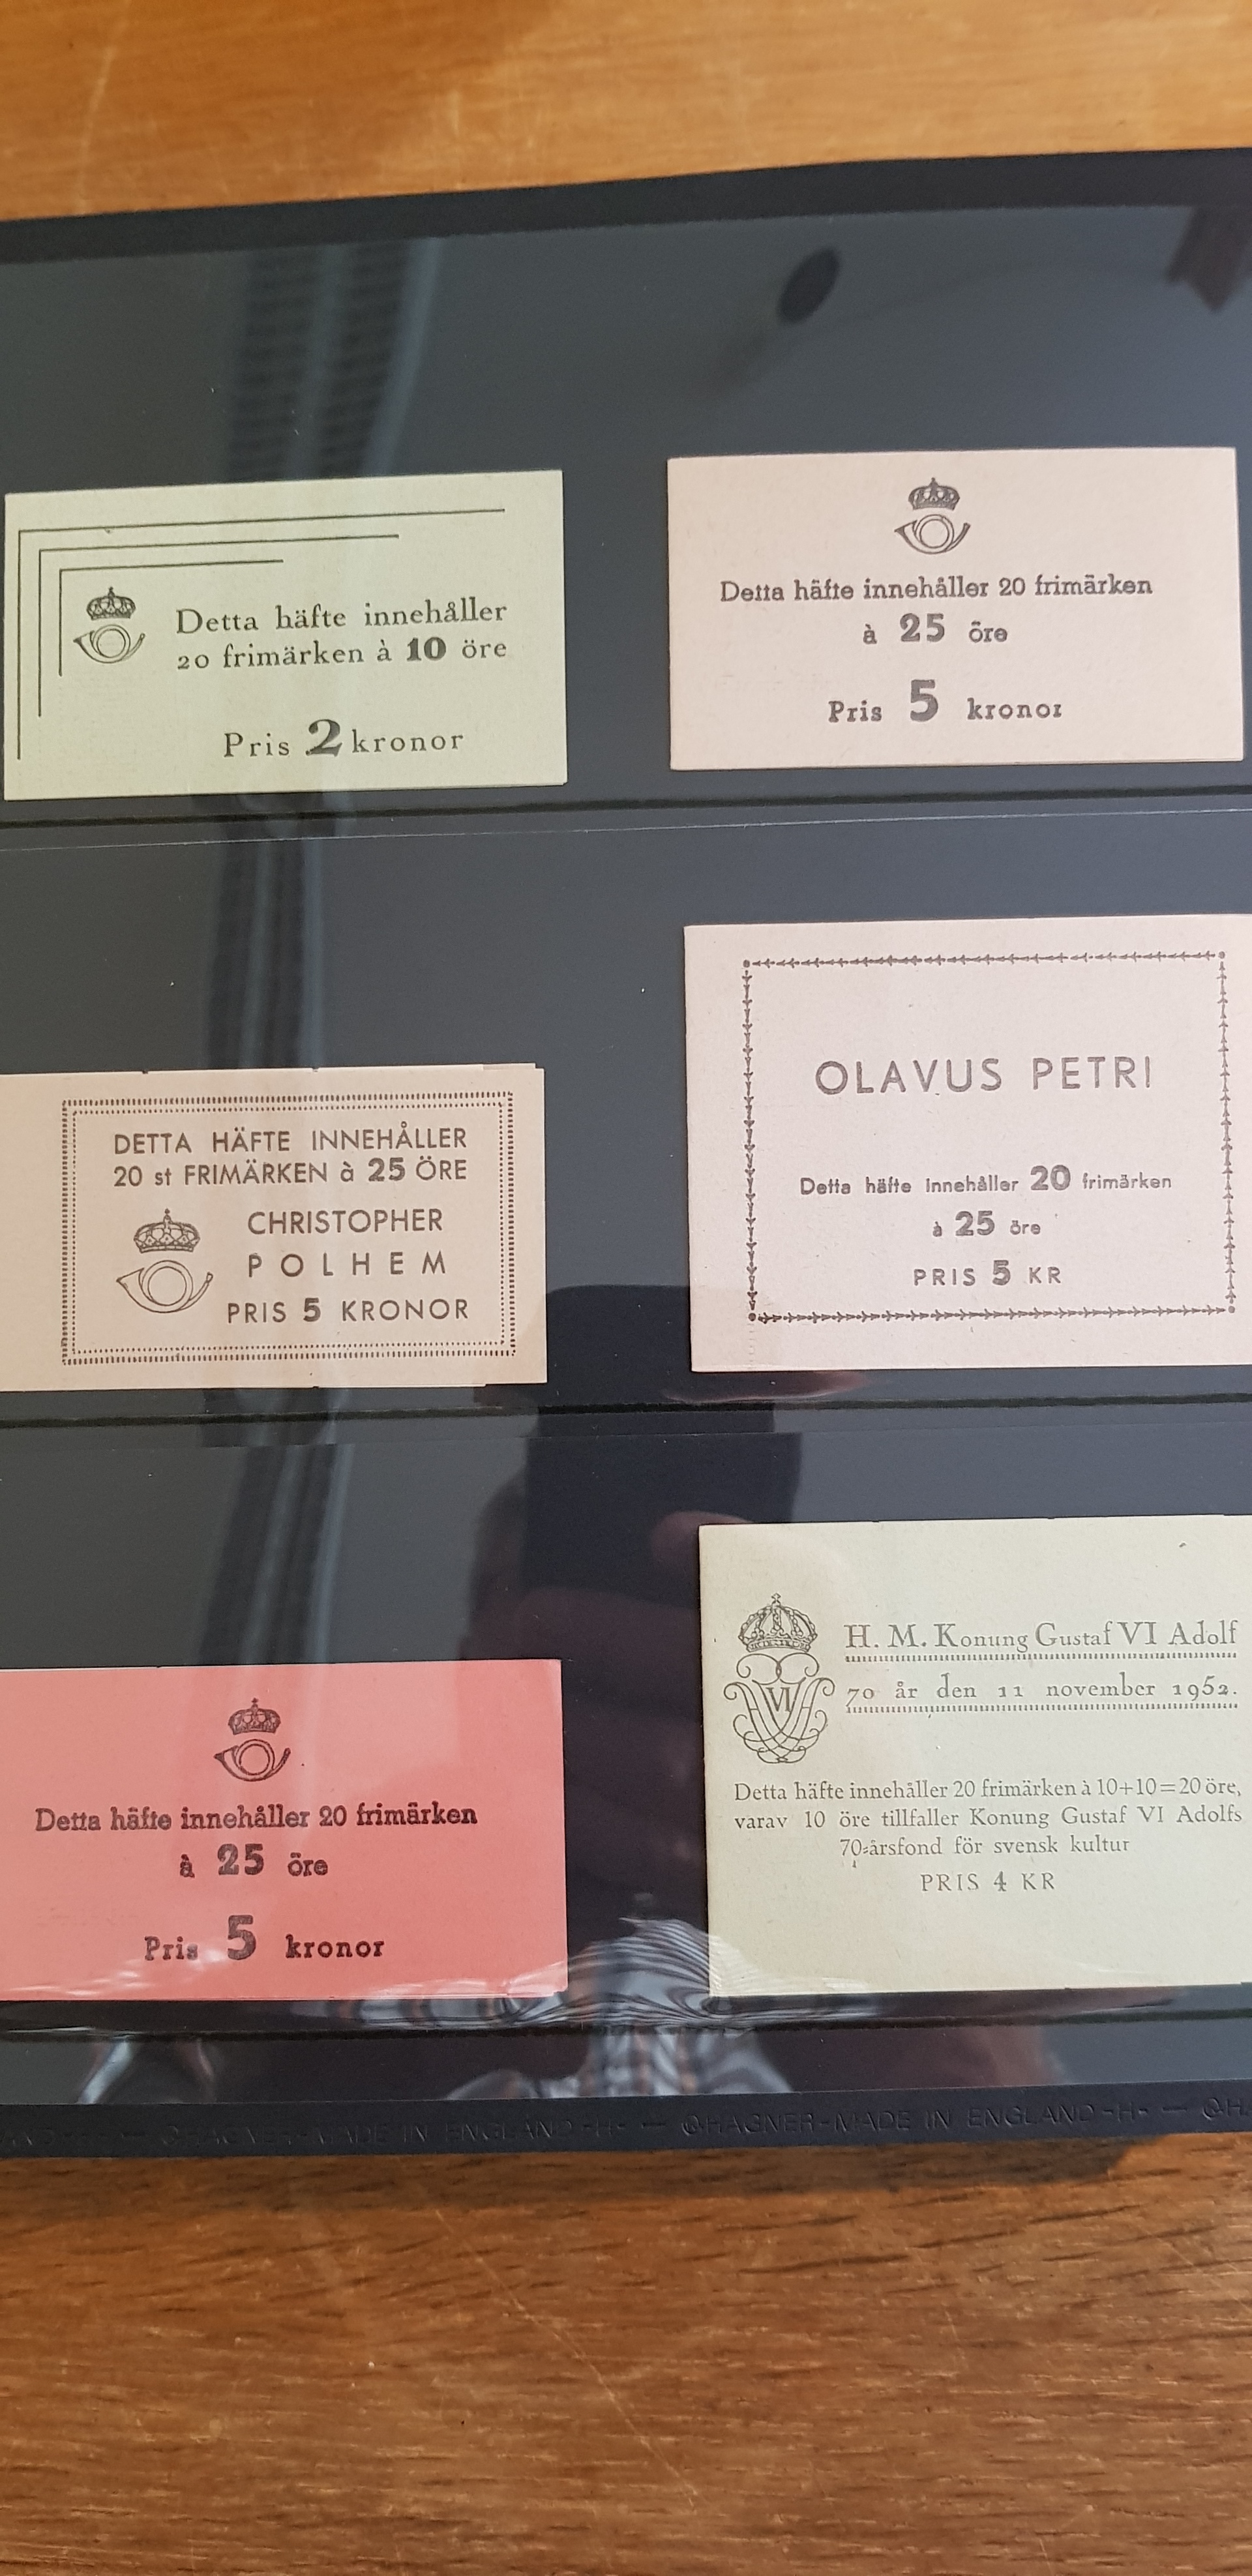 Detta häfte innehåller
20 frimärken à 10 öre
Pris 2 kronor
Detta häfte innehåller 20 frimärken
à 25 öre
Pris 5 kronor
DETTA HÄFTE INNEHÅLLER
20 st FRIMÄRKEN à 25 ÖRE
CHRISTOPHER
POLHEM
PRIS 5 KRONOR
OLAVUS PETRI
Detta häfte innehåller 20 frimärken
à 25 öre
PRIS 5 KR
Detta häfte innehåller 20 frimärken
à 25 öre
Pris 5 kronor
VI
H. M. Konung Gustaf VI Adolf
70 år den 11 november 1952.
Detta häfte innehåller 20 frimärken à 10+10=20 öre,
varav 10 öre tillfaller Konung Gustaf VI Adolfs
70-årsfond för svensk kultur
PRIS 4 KR
HAGNER-MADE IN ENGLAND-H- — ©HAGNER-MADE IN ENGLAND-H- —